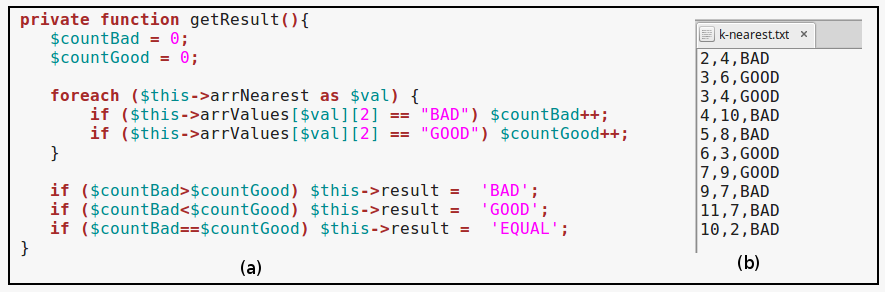 private function getResult(){
$countBad = 0;
$countGood = 0;
foreach ($this->arrNearest as $val) {
if ($this->arrValues[$val][2] == "BAD") $countBad++;
if ($this->arrValues[$val][2] == "GOOD") $countGood++;
}
if ($countBad>$countGood) $this->result =  'BAD';
if ($countBad<$countGood) $this->result =  'GOOD';
if ($countBad==$countGood) $this->result =  'EQUAL';
}
(a)
k-nearest.txt ×
2,4,BAD
3,6,GOOD
3,4,GOOD
4,10,BAD
5,8,BAD
6,3,GOOD
7,9,GOOD
9,7,BAD
11,7,BAD
10,2,BAD
(b)